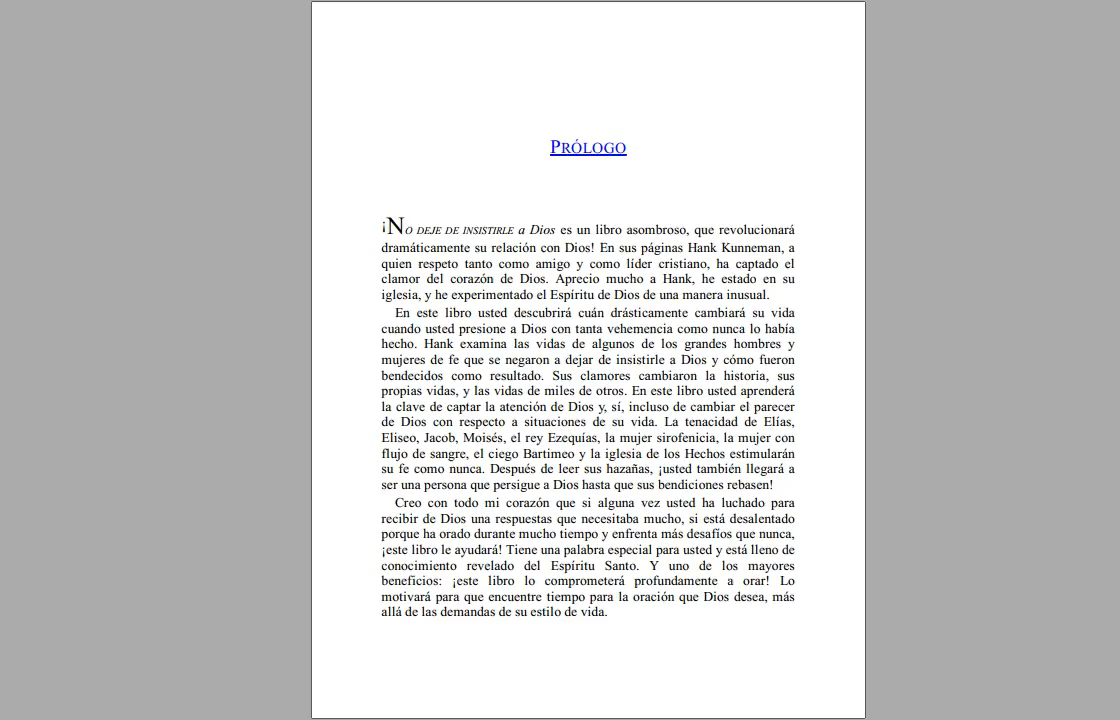 PRÓLOGO
¡NO DEJE DE INSISTIRLE a Dios es un libro asombroso, que revolucionará
dramáticamente su relación con Dios! En sus páginas Hank Kunneman, a
quien respeto tanto como amigo y como líder cristiano, ha captado el
clamor del corazón de Dios. Aprecio mucho a Hank, he estado en su
iglesia, y he experimentado el Espíritu de Dios de una manera inusual.
En este libro usted descubrirá cuán drásticamente cambiará su vida
cuando usted presione a Dios con tanta vehemencia como nunca lo había
hecho. Hank examina las vidas de algunos de los grandes hombres y
mujeres de fe que se negaron a dejar de insistirle a Dios y cómo fueron
bendecidos como resultado. Sus clamores cambiaron la historia, sus
propias vidas, y las vidas de miles de otros. En este libro usted aprenderá
la clave de captar la atención de Dios y, sí, incluso de cambiar el parecer
de Dios con respecto a situaciones de su vida. La tenacidad de Elías,
Eliseo, Jacob, Moisés, el rey Ezequías, la mujer sirofenicia, la mujer con
flujo de sangre, el ciego Bartimeo y la iglesia de los Hechos estimularán
su fe como nunca. Después de leer sus hazañas, ¡usted también llegará a
ser una persona que persigue a Dios hasta que sus bendiciones rebasen!
Creo con todo mi corazón que si alguna vez usted ha luchado para
recibir de Dios una respuestas que necesitaba mucho, si está desalentado
porque ha orado durante mucho tiempo y enfrenta más desafíos que nunca,
¡este libro le ayudará! Tiene una palabra especial para usted y está lleno de
conocimiento revelado del Espíritu Santo. Y uno de los mayores
beneficios: ¡este libro lo comprometerá profundamente a orar! Lo
motivará para que encuentre tiempo para la oración que Dios desea, más
allá de las demandas de su estilo de vida.